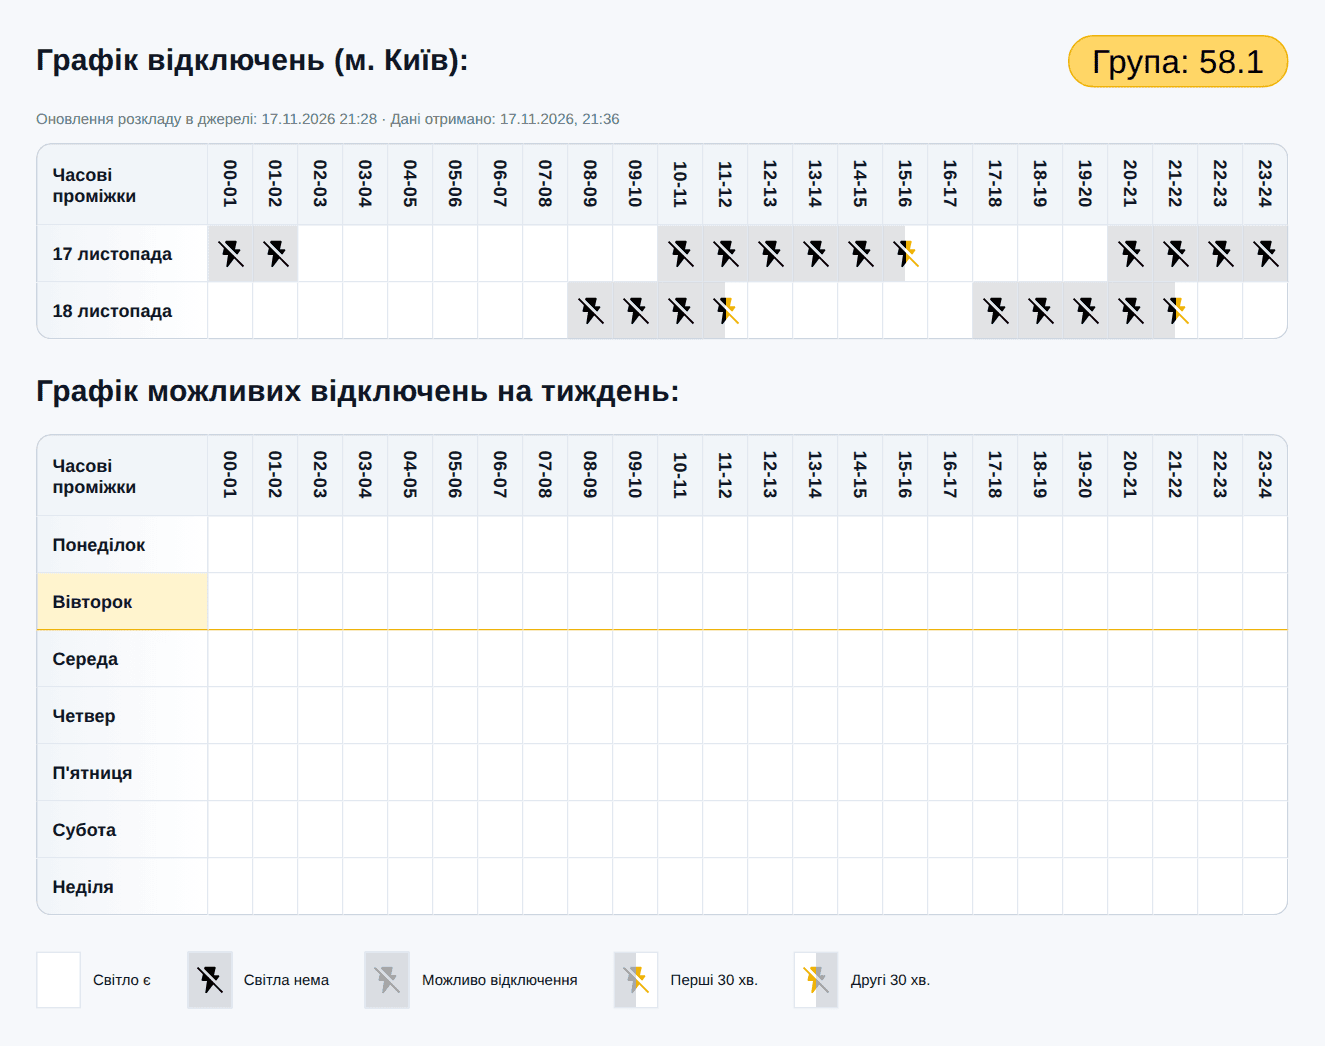 Графік відключень (м. Київ):
Група: 58.1
Оновлення розкладу в джерелі: 17.11.2026 21:28 · Дані отримано: 17.11.2026, 21:36
Часові проміжки 00-01 01-02 02-03 03-04 04-05 05-06 06-07 07-08 08-09 09-10 10-11 11-12 12-13 13-14 14-15 15-16 16-17 17-18 18-19 19-20 20-21 21-22 22-23 23-24
17 листопада
18 листопада
Графік можливих відключень на тиждень:
Часові проміжки 00-01 01-02 02-03 03-04 04-05 05-06 06-07 07-08 08-09 09-10 10-11 11-12 12-13 13-14 14-15 15-16 16-17 17-18 18-19 19-20 20-21 21-22 22-23 23-24
Понеділок
Вівторок
Середа
Четвер
П'ятниця
Субота
Неділя
Світло є Світла нема Можливо відключення Перші 30 хв. Другі 30 хв.